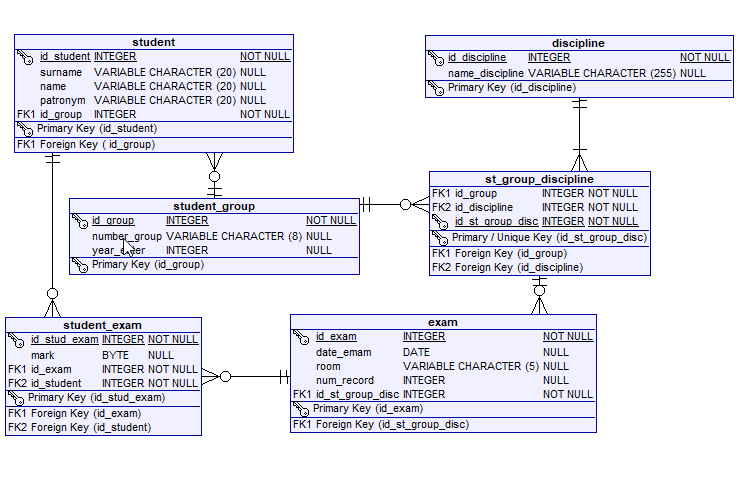 student
id_student INTEGER NOT NULL
surname VARIABLE CHARACTER (20) NULL
name VARIABLE CHARACTER (20) NULL
patronym VARIABLE CHARACTER (20) NULL
FK1 id_group INTEGER NOT NULL
Primary Key (id_student)
FK1 Foreign Key ( id_group)
discipline
id_discipline INTEGER NOT NULL
name_discipline VARIABLE CHARACTER (255) NULL
Primary Key (id_discipline)
student_group
id_group INTEGER NOT NULL
number_group VARIABLE CHARACTER (8) NULL
INTEGER NULL
Primary Key (id_group)
st_group_discipline
FK1 id_group INTEGER NOT NULL
FK2 id_discipline INTEGER NOT NULL
id_st_group_disc INTEGER NOT NULL
Primary / Unique Key (id_st_group_disc)
FK1 Foreign Key (id_group)
FK2 Foreign Key (id_discipline)
student_exam
id_stud_exam INTEGER NOT NULL
mark BYTE NULL
FK1 id_exam INTEGER NOT NULL
FK2 id_student INTEGER NOT NULL
Primary Key (id_stud_exam)
FK1 Foreign Key (id_exam)
FK2 Foreign Key (id_student)
exam
id_exam INTEGER NOT NULL
date_emam DATE NULL
room VARIABLE CHARACTER (5) NULL
num_record INTEGER NULL
FK1 id_st_group_disc INTEGER NOT NULL
Primary Key (id_exam)
FK1 Foreign Key (id_st_group_disc)